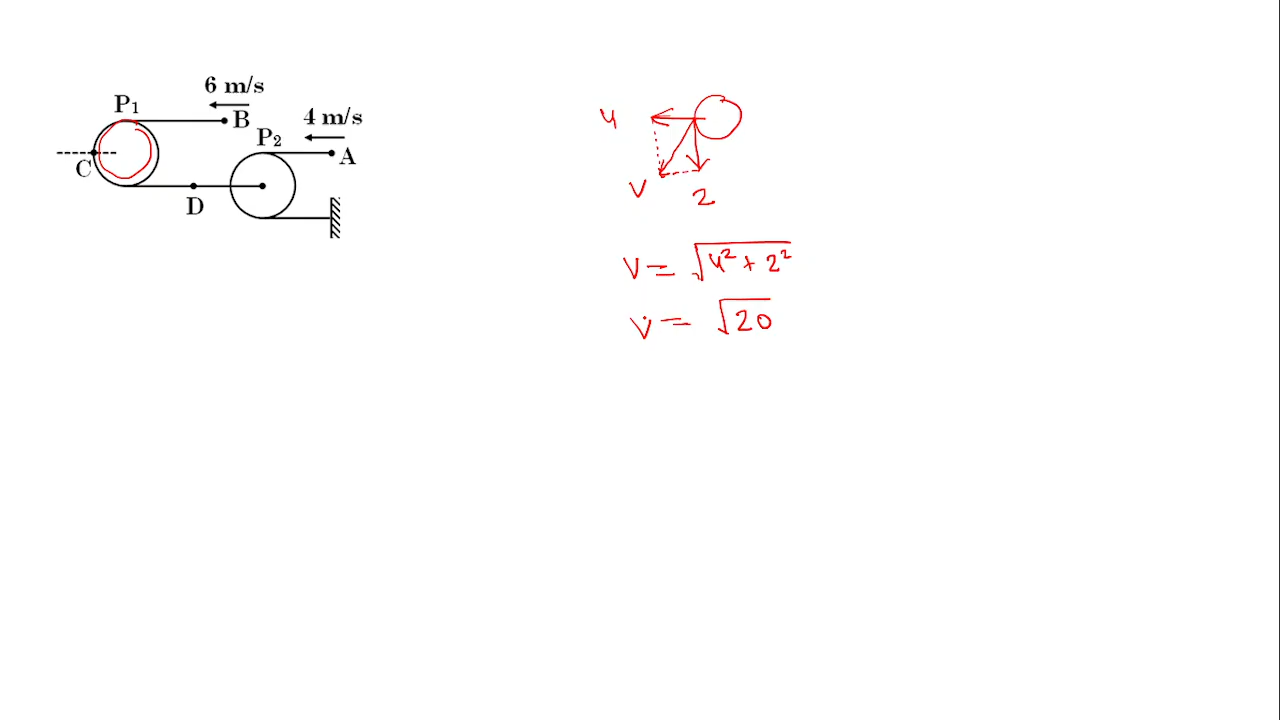 6 m/s
P1
B
4 m/s
P2
A
C
D
4
V
2
V = √4² + 2²
V = √20